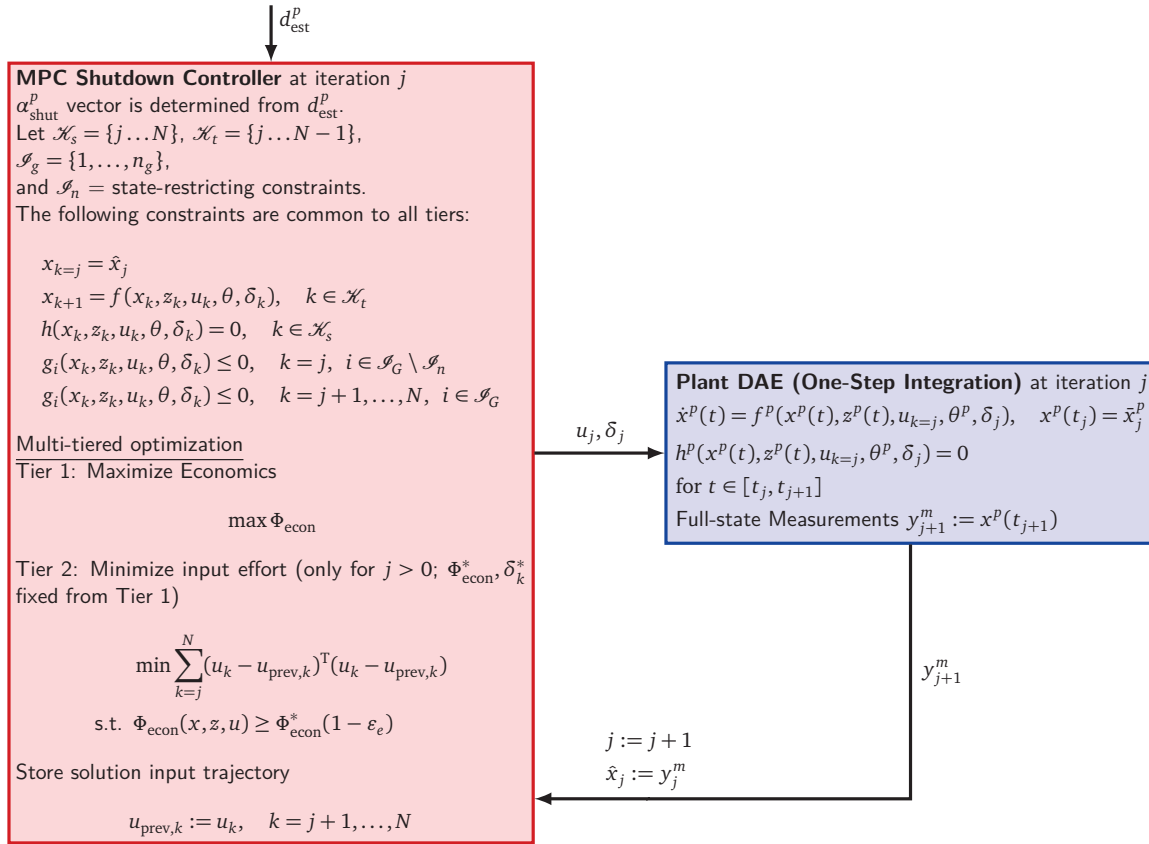 d^p_est
MPC Shutdown Controller at iteration j
α^p_shut vector is determined from d^p_est.
Let 𝒦_s = {j…N}, 𝒦_t = {j…N − 1},
ℐ_g = {1,…,n_g},
and ℐ_n = state-restricting constraints.
The following constraints are common to all tiers:
x_{k=j} = x̂_j
x_{k+1} = f(x_k, z_k, u_k, θ, δ_k), k ∈ 𝒦_t
h(x_k, z_k, u_k, θ, δ_k) = 0, k ∈ 𝒦_s
g_i(x_k, z_k, u_k, θ, δ_k) ≤ 0, k = j, i ∈ ℐ_G \ ℐ_n
g_i(x_k, z_k, u_k, θ, δ_k) ≤ 0, k = j+1,…,N, i ∈ ℐ_G
Multi-tiered optimization
Tier 1: Maximize Economics
max Φ_econ
Tier 2: Minimize input effort (only for j > 0; Φ*_econ, δ*_k
fixed from Tier 1)
min ∑_{k=j}^{N} (u_k − u_{prev,k})^T (u_k − u_{prev,k})
s.t. Φ_econ(x, z, u) ≥ Φ*_econ(1 − ε_e)
Store solution input trajectory
u_{prev,k} := u_k, k = j+1,…,N
u_j, δ_j
Plant DAE (One-Step Integration) at iteration j
ẋ^p(t) = f^p(x^p(t), z^p(t), u_{k=j}, θ^p, δ_j), x^p(t_j) = x̄^p_j
h^p(x^p(t), z^p(t), u_{k=j}, θ^p, δ_j) = 0
for t ∈ [t_j, t_{j+1}]
Full-state Measurements y^m_{j+1} := x^p(t_{j+1})
y^m_{j+1}
j := j + 1
x̂_j := y^m_j